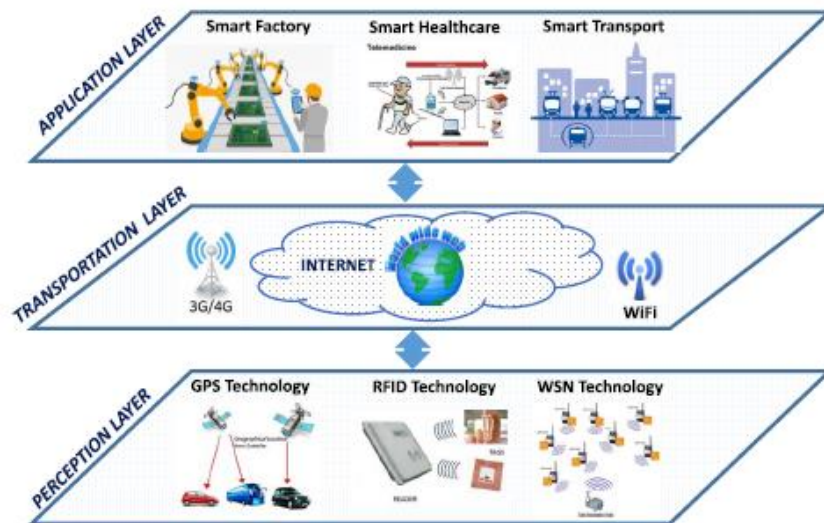 APPLICATION LAYER
Smart Factory
Smart Healthcare
Smart Transport
Telemedicine
TRANSPORTATION LAYER
3G/4G
INTERNET
World Wide Web
WiFi
PERCEPTION LAYER
GPS Technology
RFID Technology
WSN Technology
TAGS
READER